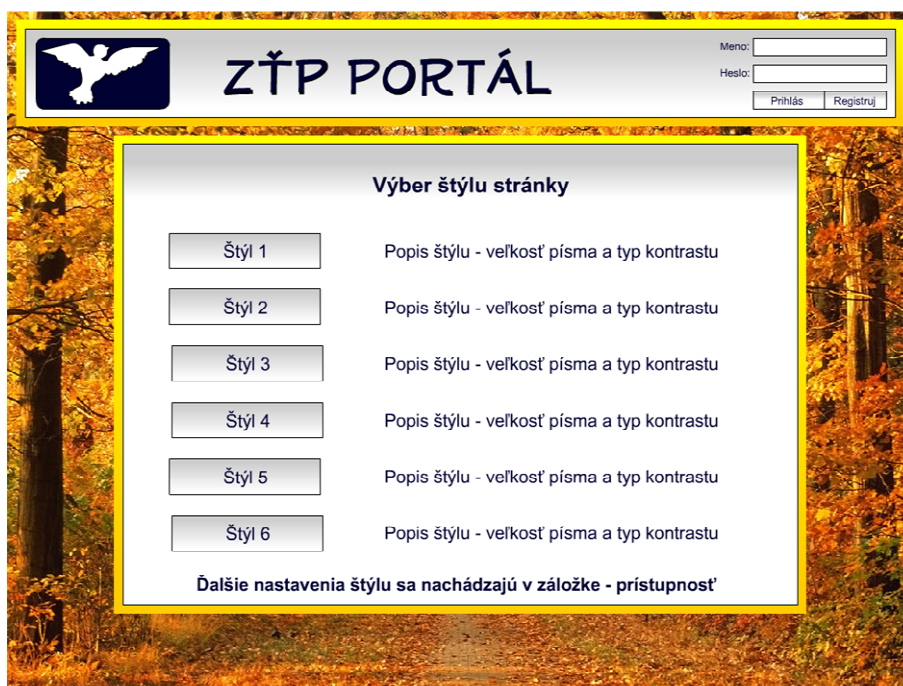 ZŤP PORTÁL
Meno:
Heslo:
Prihlás Registruj
Výber štýlu stránky
Štýl 1 Popis štýlu - veľkosť písma a typ kontrastu
Štýl 2 Popis štýlu - veľkosť písma a typ kontrastu
Štýl 3 Popis štýlu - veľkosť písma a typ kontrastu
Štýl 4 Popis štýlu - veľkosť písma a typ kontrastu
Štýl 5 Popis štýlu - veľkosť písma a typ kontrastu
Štýl 6 Popis štýlu - veľkosť písma a typ kontrastu
Ďalšie nastavenia štýlu sa nachádzajú v záložke - prístupnosť